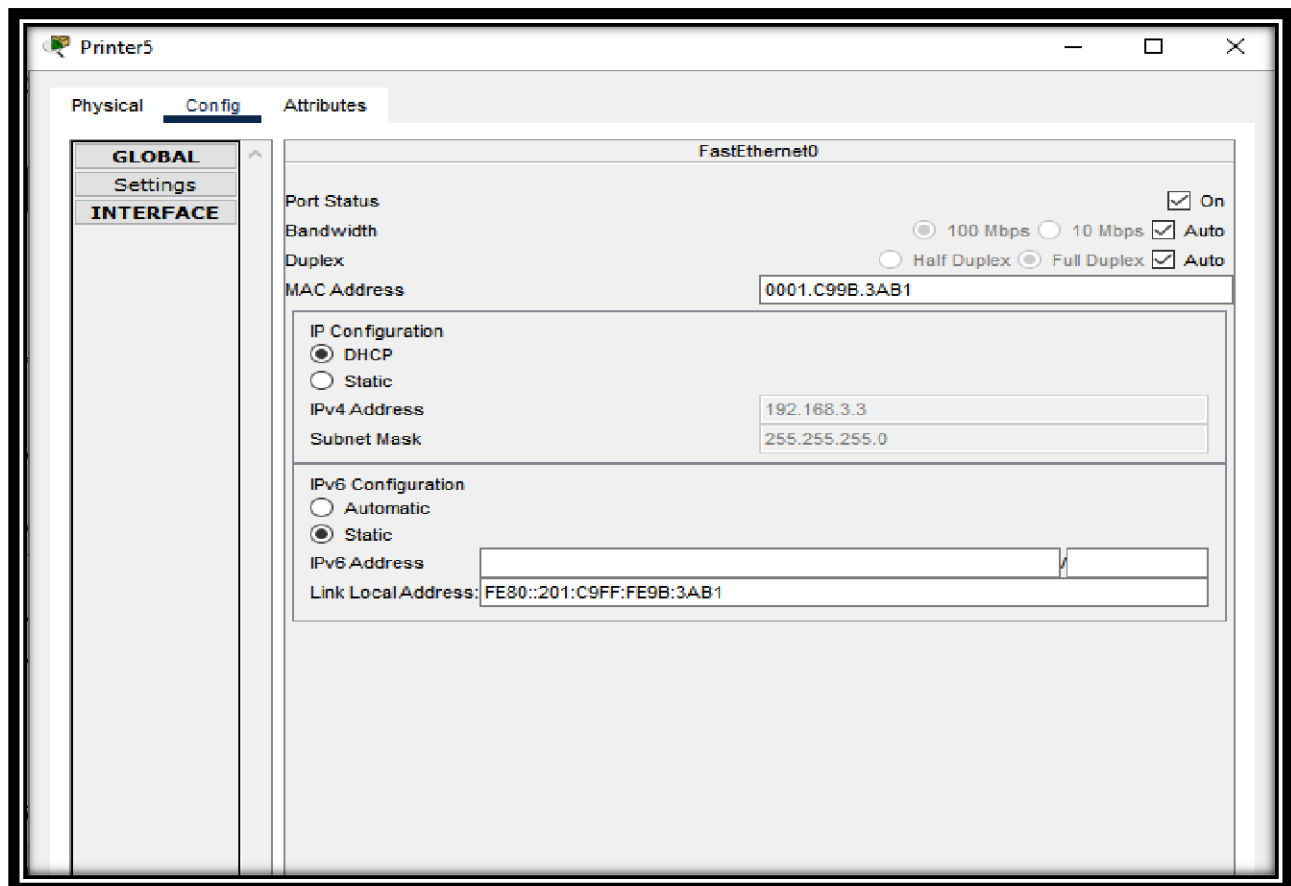 Printer5
Physical Config Attributes
GLOBAL
Settings
INTERFACE
FastEthernet0
Port Status On
Bandwidth 100 Mbps 10 Mbps Auto
Duplex Half Duplex Full Duplex Auto
MAC Address 0001.C99B.3AB1
IP Configuration
DHCP
Static
IPv4 Address 192.168.3.3
Subnet Mask 255.255.255.0
IPv6 Configuration
Automatic
Static
IPv6 Address /
Link Local Address: FE80::201:C9FF:FE9B:3AB1